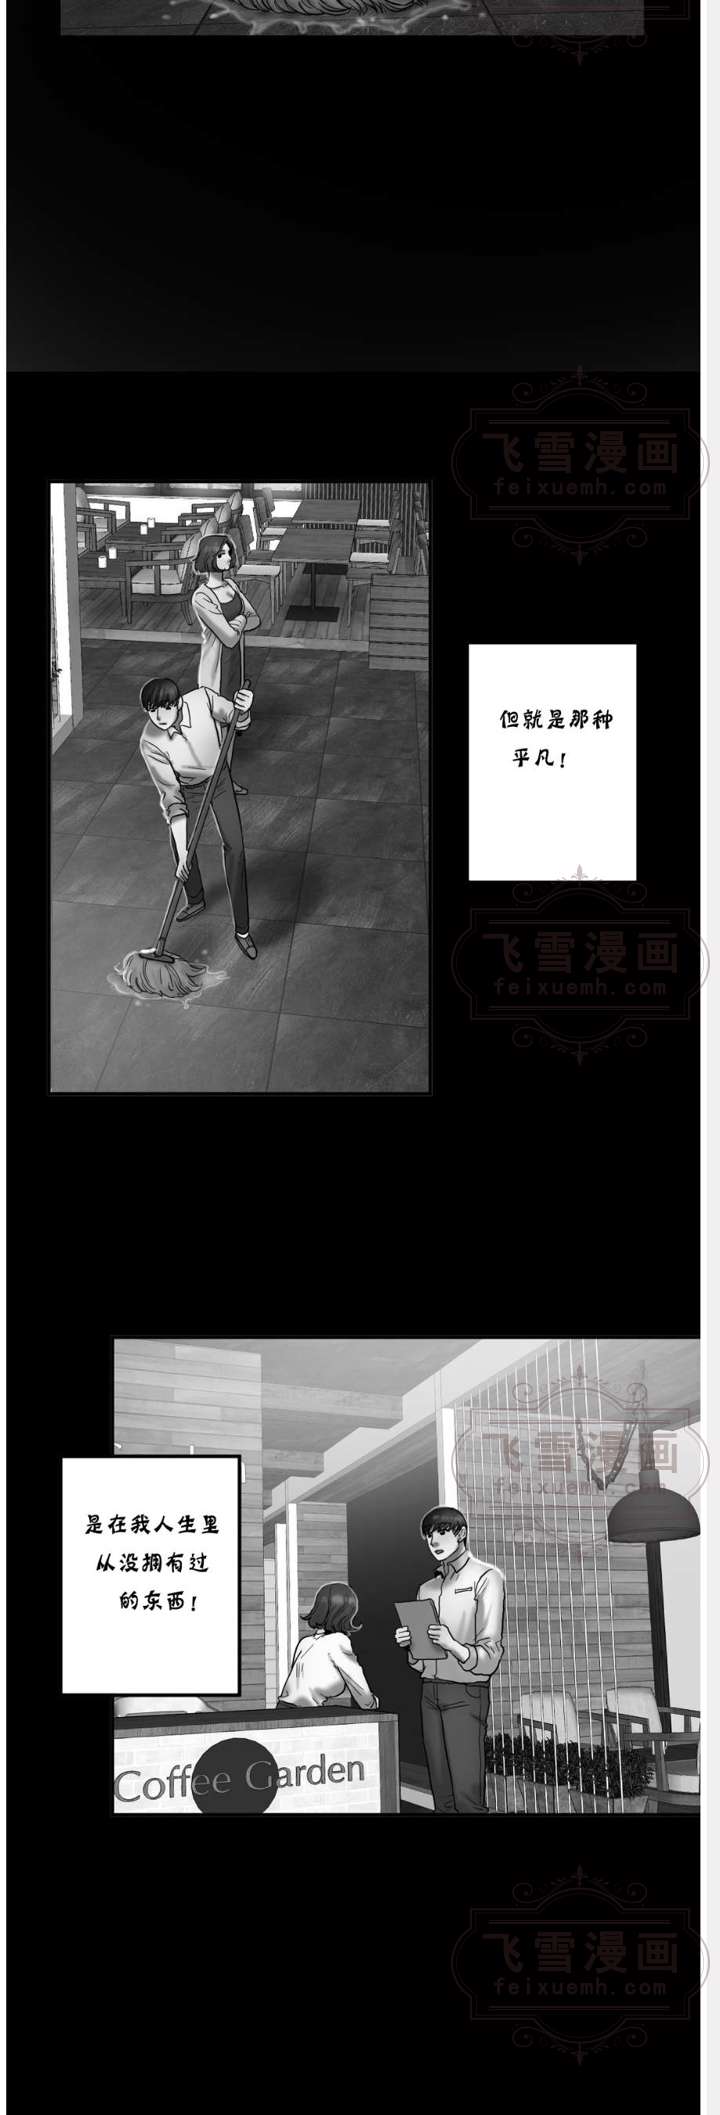 飞雪漫画
feixuemh.com
但就是那种
平凡！
飞雪漫画
feixuemh.com
飞雪漫画
feixuemh.com
是在我人生里
从没拥有过
的东西！
Coffee Garden
飞雪漫画
feixuemh.com